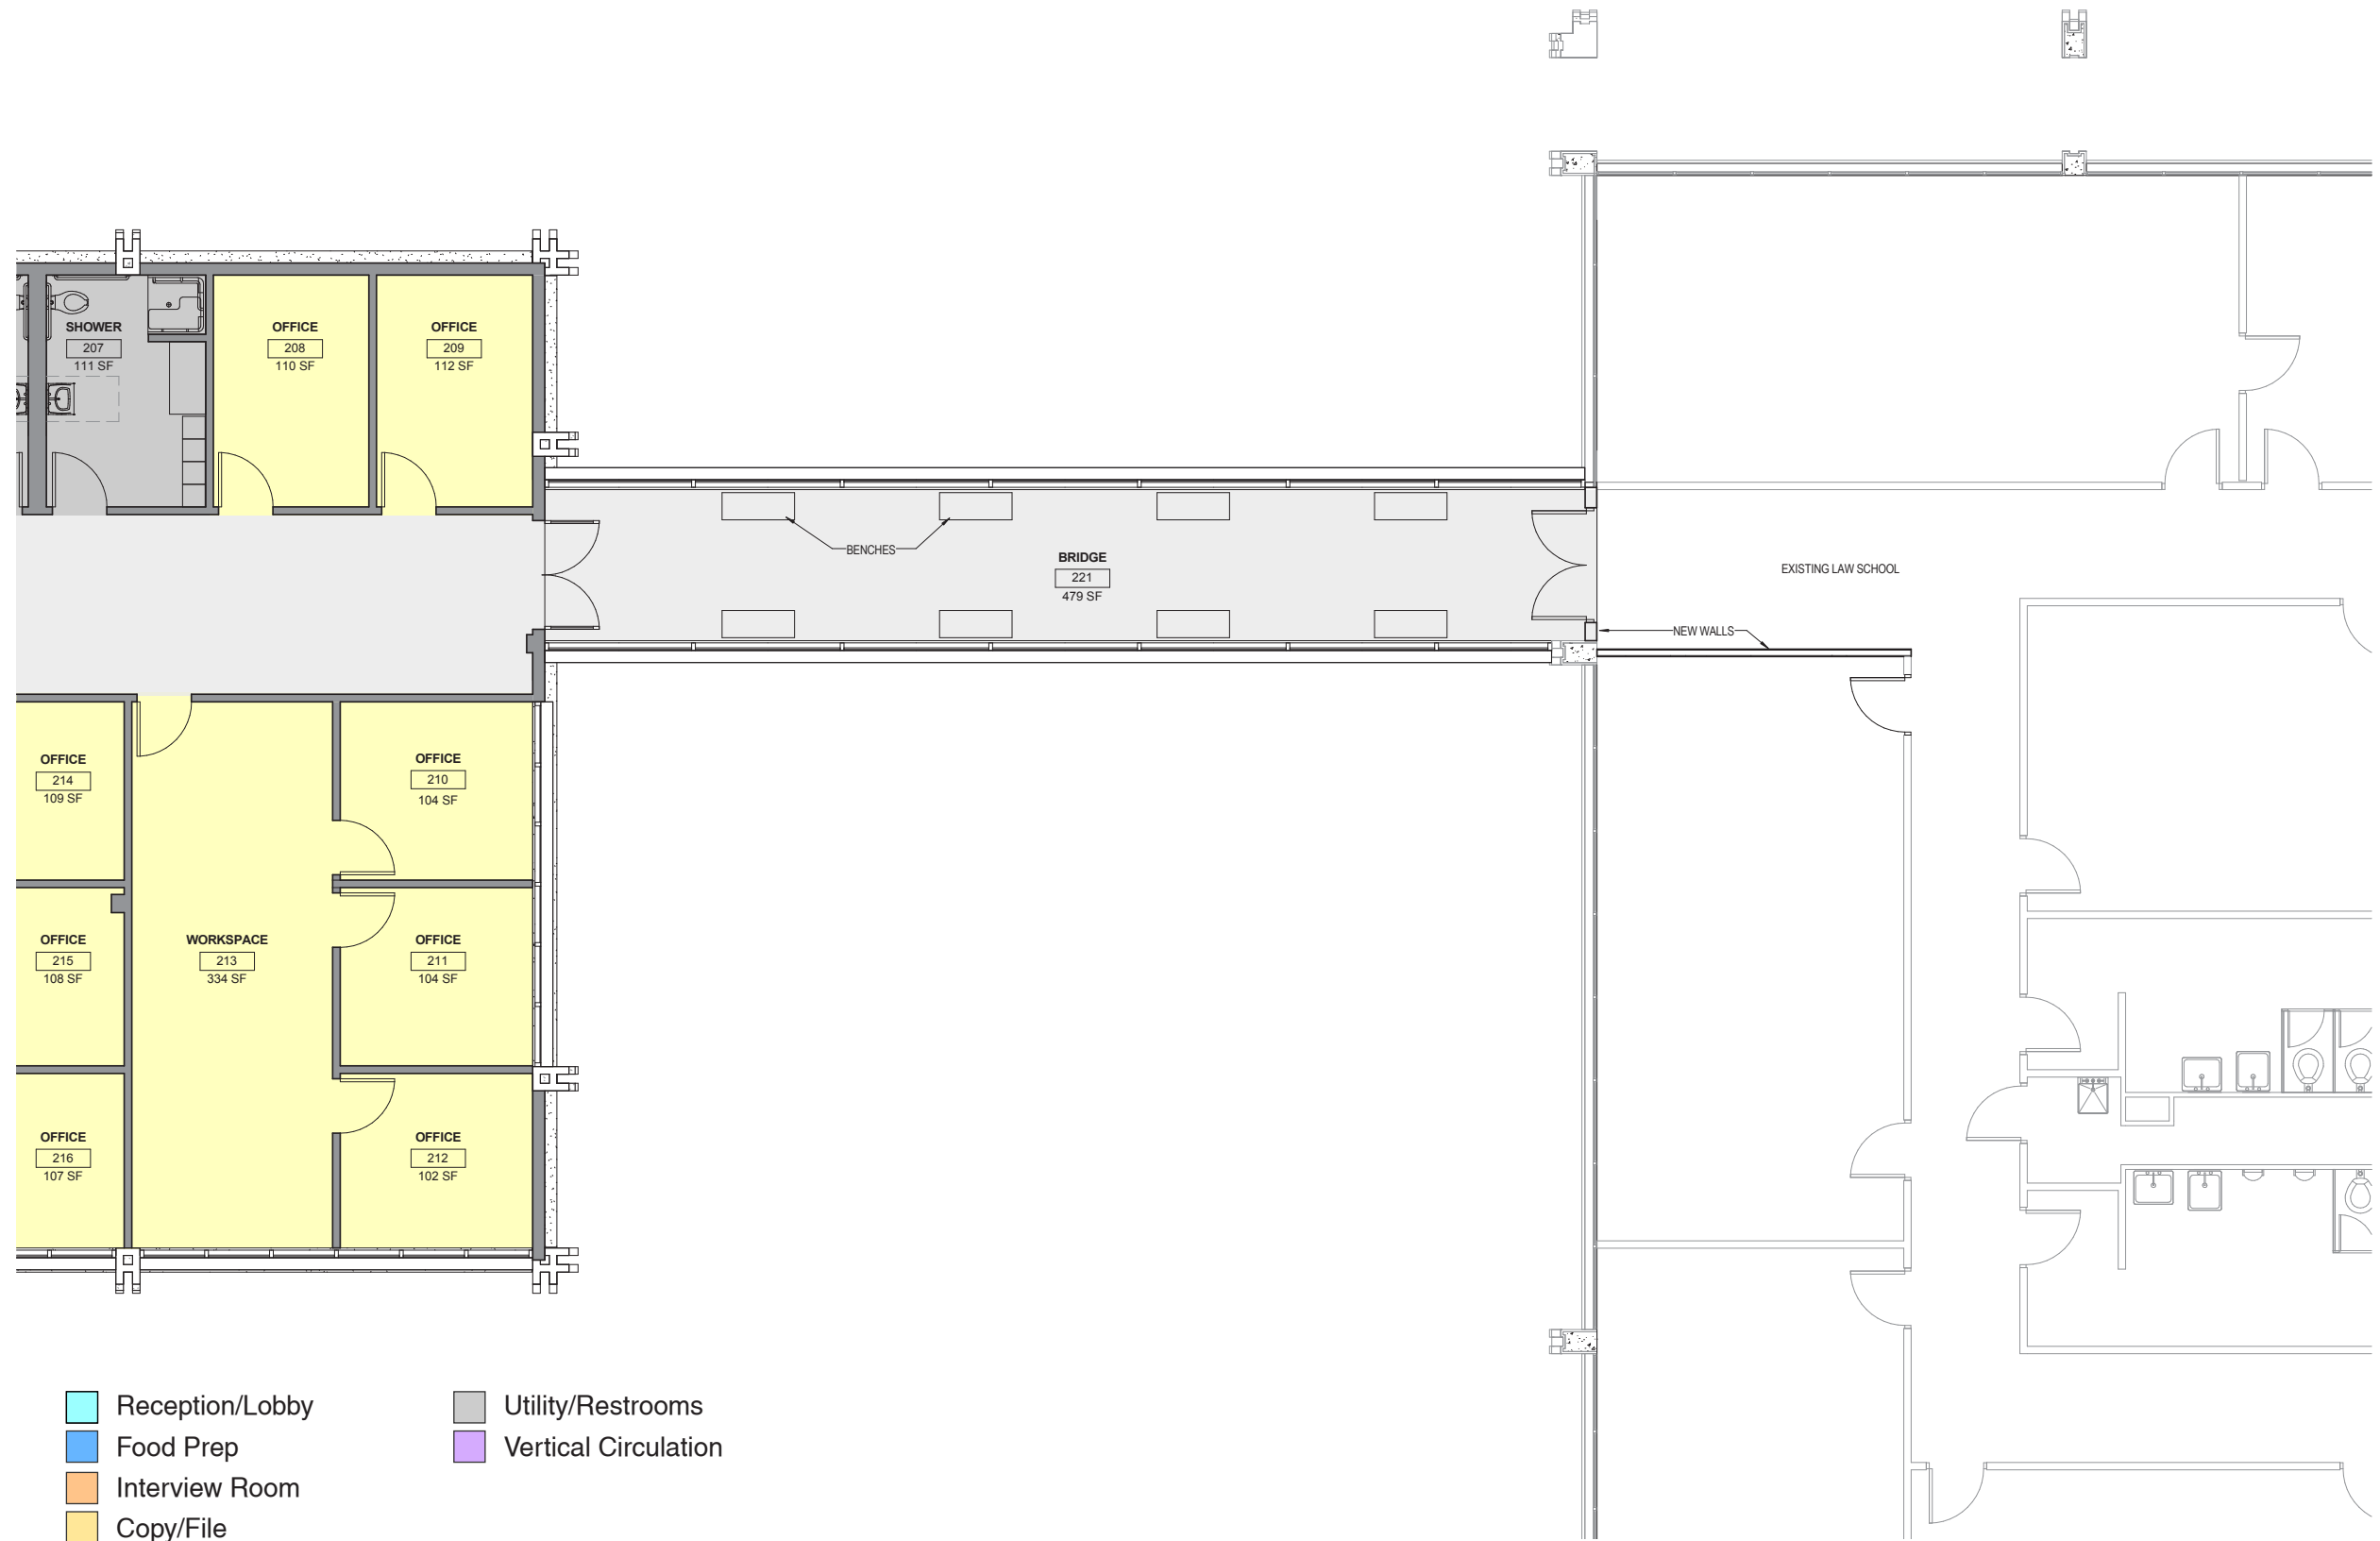 SHOWER
207
111 SF
OFFICE
208
110 SF
OFFICE
209
112 SF
BENCHES
BRIDGE
221
479 SF
EXISTING LAW SCHOOL
NEW WALLS
OFFICE
214
109 SF
OFFICE
210
104 SF
OFFICE
215
108 SF
WORKSPACE
213
334 SF
OFFICE
211
104 SF
OFFICE
216
107 SF
OFFICE
212
102 SF
Reception/Lobby
Food Prep
Interview Room
Copy/File
Utility/Restrooms
Vertical Circulation